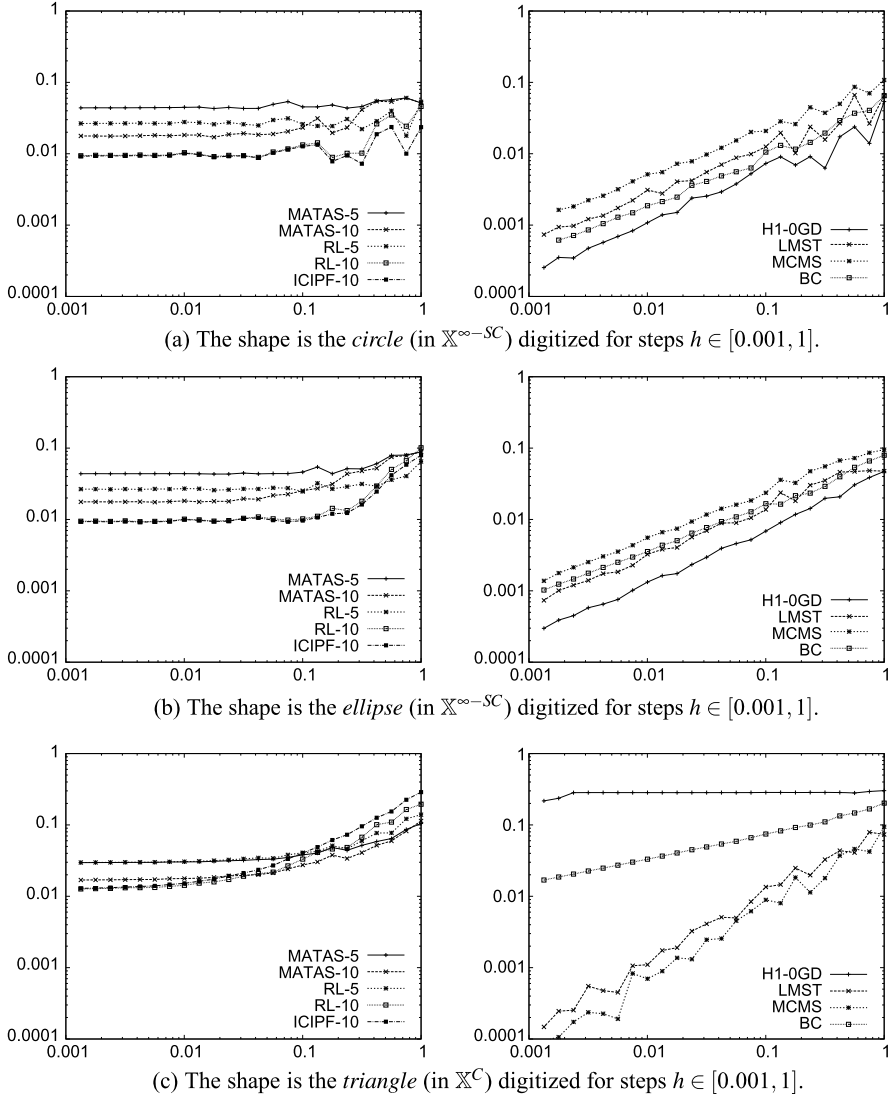 1
0.1
0.01
0.001
0.0001
MATAS-5
MATAS-10
RL-5
RL-10
ICIPF-10
0.001 0.01 0.1 1
1
0.1
0.01
0.001
0.0001
H1-0GD
LMST
MCMS
BC
0.001 0.01 0.1 1
(a) The shape is the circle (in 𝕏^{∞−SC}) digitized for steps h ∈ [0.001, 1].
1
0.1
0.01
0.001
0.0001
MATAS-5
MATAS-10
RL-5
RL-10
ICIPF-10
0.001 0.01 0.1 1
1
0.1
0.01
0.001
0.0001
H1-0GD
LMST
MCMS
BC
0.001 0.01 0.1 1
(b) The shape is the ellipse (in 𝕏^{∞−SC}) digitized for steps h ∈ [0.001, 1].
1
0.1
0.01
0.001
0.0001
MATAS-5
MATAS-10
RL-5
RL-10
ICIPF-10
0.001 0.01 0.1 1
1
0.1
0.01
0.001
0.0001
H1-0GD
LMST
MCMS
BC
0.001 0.01 0.1 1
(c) The shape is the triangle (in 𝕏^C) digitized for steps h ∈ [0.001, 1].